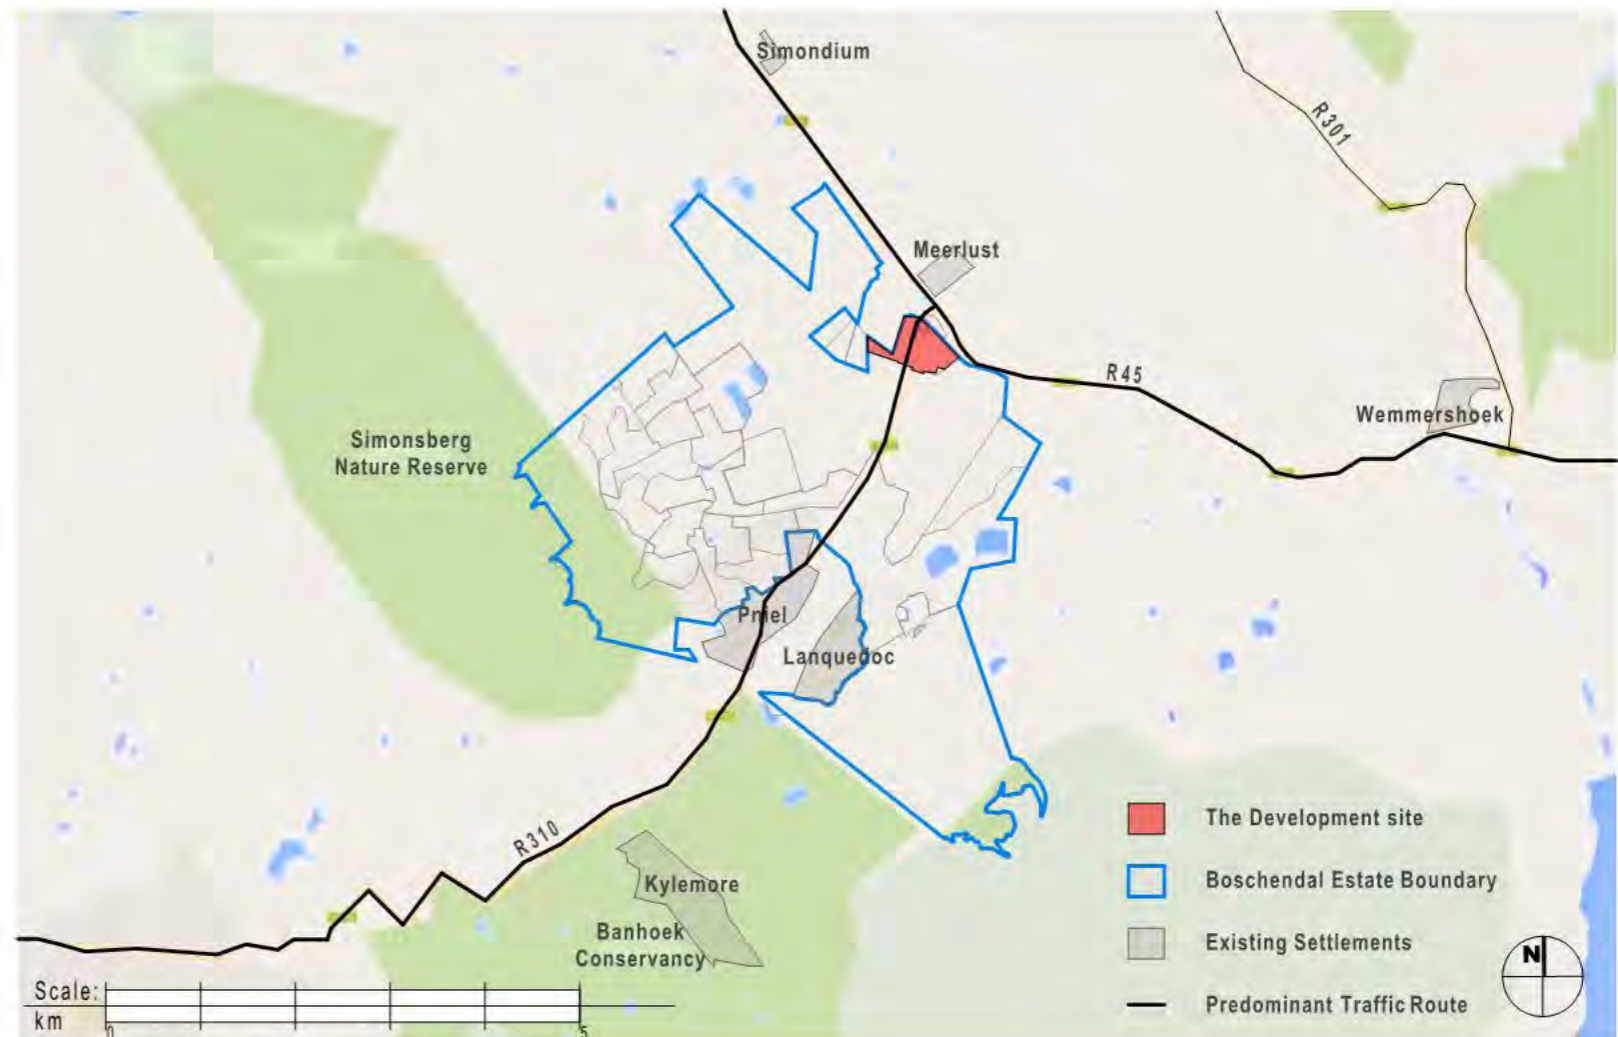 Simondium
R301
Meerlust
R45
Wemmershoek
Simonsberg
Nature Reserve
Pniel
Lanquedoc
R310
Kylemore
Banhoek
Conservancy
The Development site
Boschendal Estate Boundary
Existing Settlements
Predominant Traffic Route
N
Scale:
km
0 5